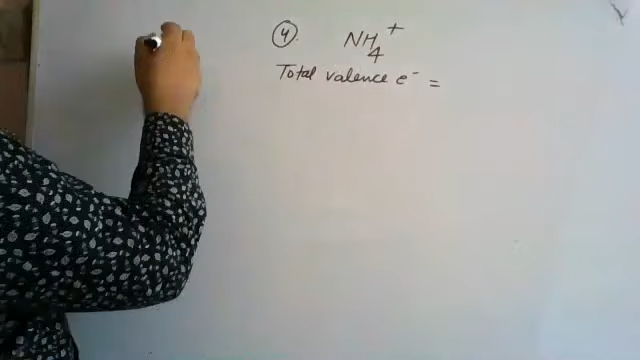 4. NH4+
Total valence e- =